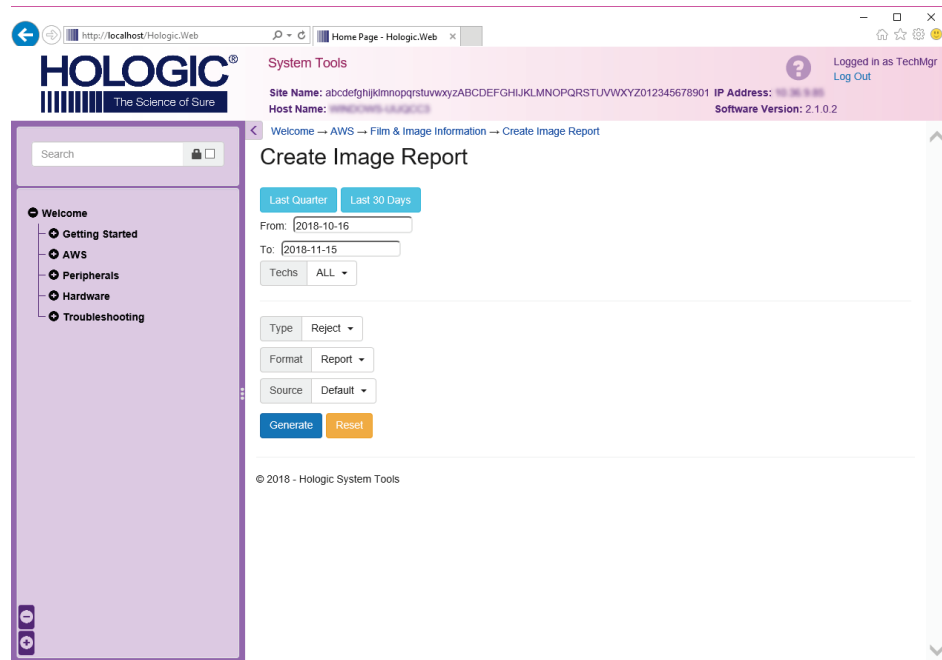 http://localhost/Hologic.Web
Home Page - Hologic.Web
HOLOGIC®
The Science of Sure
System Tools
Logged in as TechMgr
Log Out
Site Name: abcdefghijklmnopqrstuvwxyzABCDEFGHIJKLMNOPQRSTUVWXYZ012345678901 IP Address:
Host Name:
Software Version: 2.1.0.2
Search
Welcome
Getting Started
AWS
Peripherals
Hardware
Troubleshooting
Welcome → AWS → Film & Image Information → Create Image Report
Create Image Report
Last Quarter Last 30 Days
From: 2018-10-16
To: 2018-11-15
Techs ALL
Type Reject
Format Report
Source Default
Generate Reset
© 2018 - Hologic System Tools